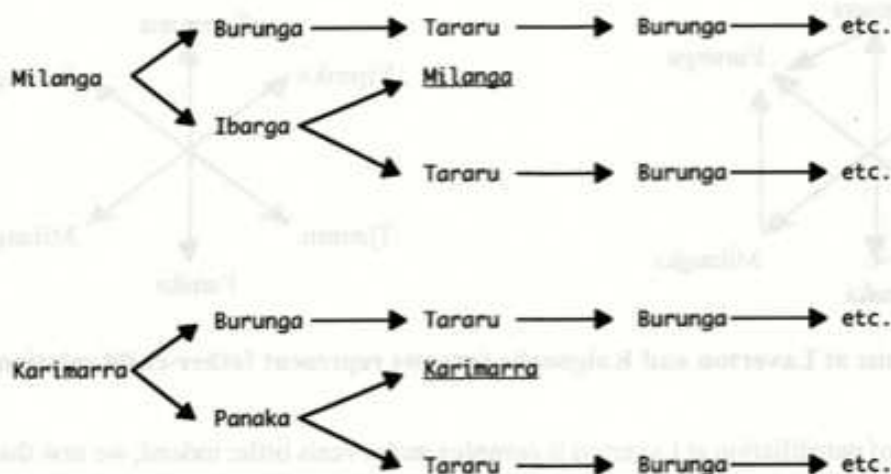 Burunga Tararu Burunga etc.
Milanga Milanga
Ibarga
Tararu Burunga etc.
Burunga Tararu Burunga etc.
Karimarra Karimarra
Panaka
Tararu Burunga etc.